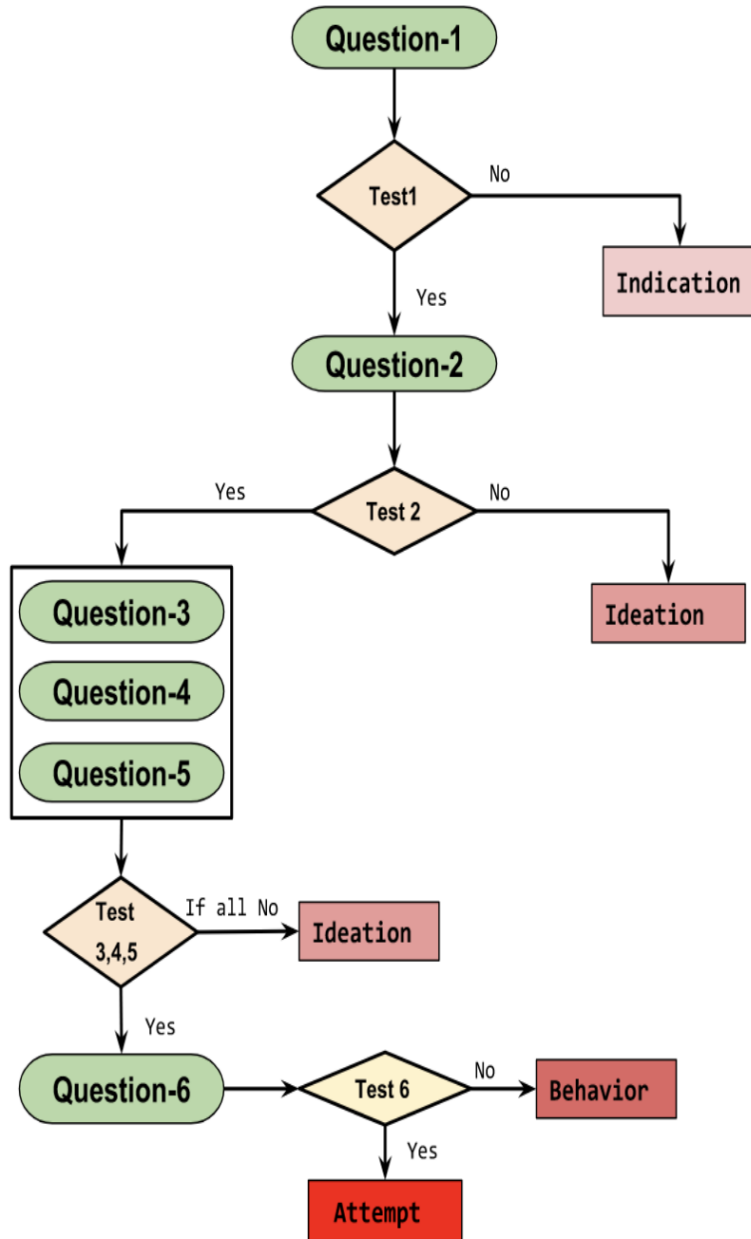 Question-1
Test1
No
Indication
Yes
Question-2
Yes
Test 2
No
Ideation
Question-3
Question-4
Question-5
Test
3,4,5
If all No
Ideation
Yes
Question-6
Test 6
No
Behavior
Yes
Attempt